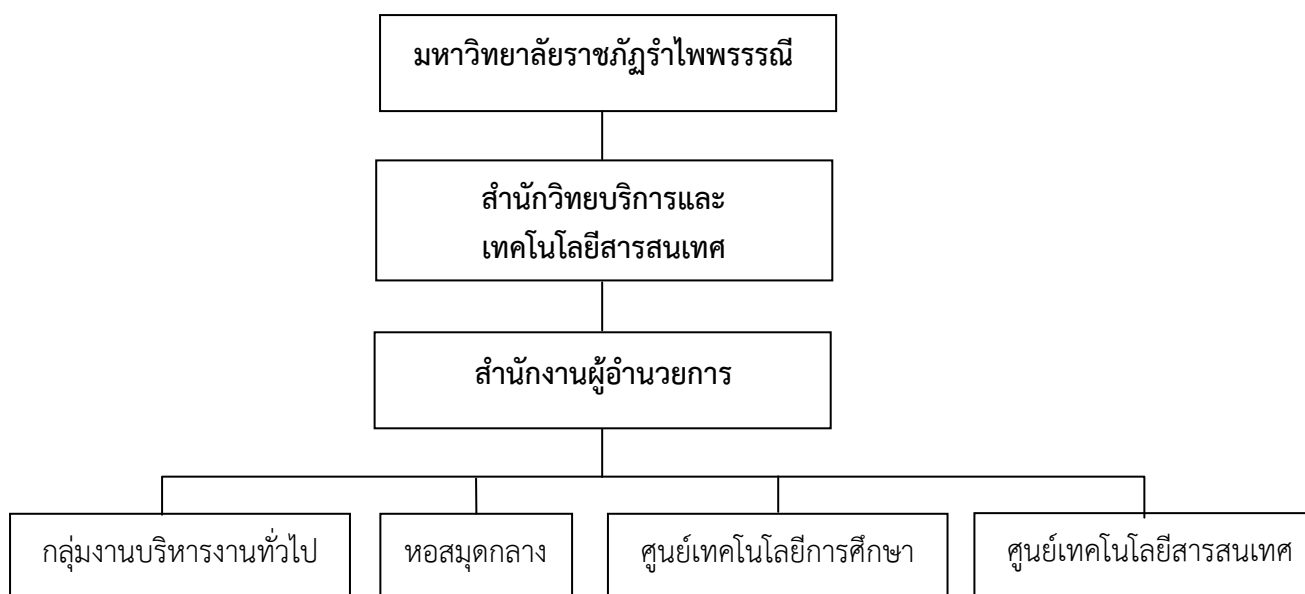 มหาวิทยาลัยราชภัฏรำไพพรรรณี
สำนักวิทยบริการและ
เทคโนโลยีสารสนเทศ
สำนักงานผู้อำนวยการ
กลุ่มงานบริหารงานทั่วไป
หอสมุดกลาง
ศูนย์เทคโนโลยีการศึกษา
ศูนย์เทคโนโลยีสารสนเทศ